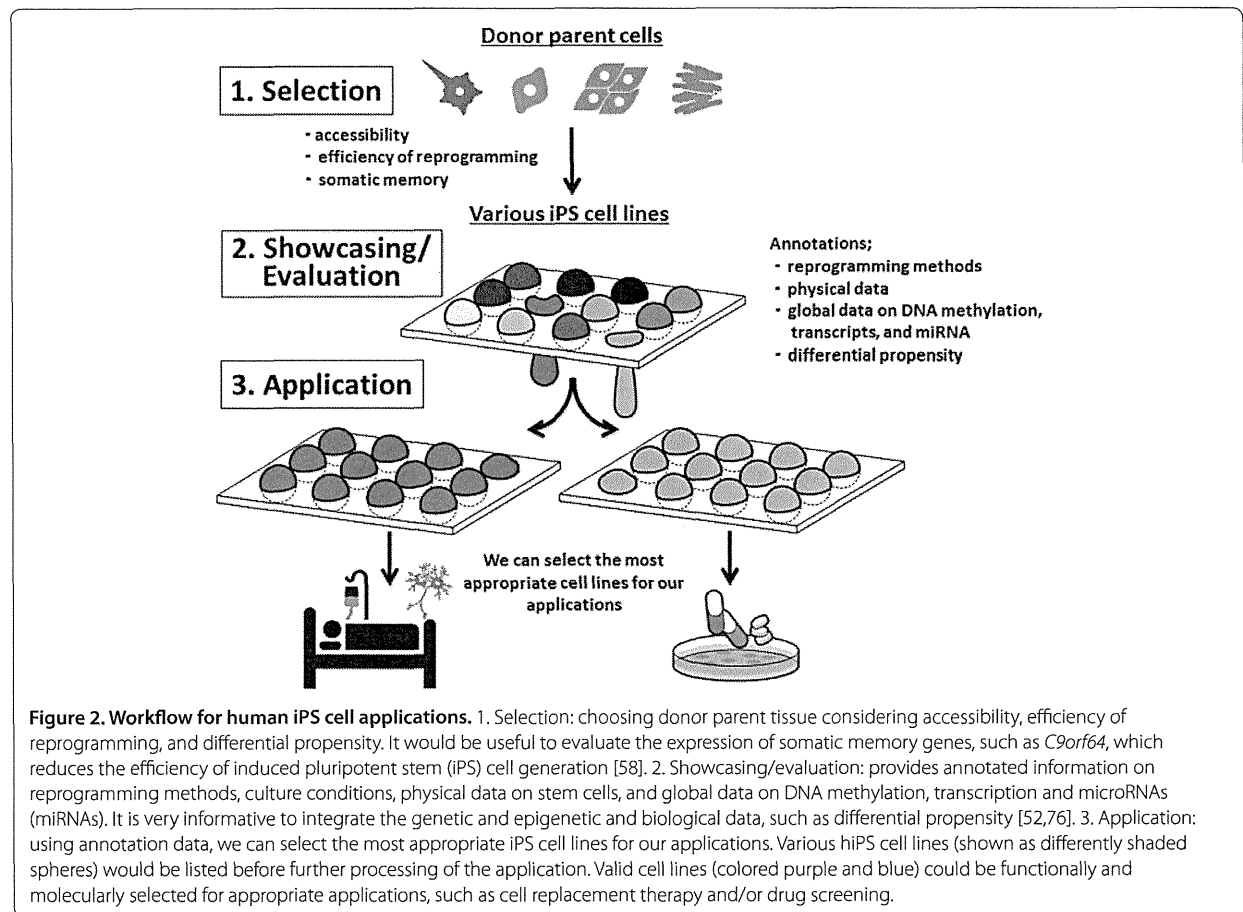 Donor parent cells
1. Selection
- accessibility
- efficiency of reprogramming
- somatic memory
Various iPS cell lines
2. Showcasing/
Evaluation
Annotations;
- reprogramming methods
- physical data
- global data on DNA methylation,
transcripts, and miRNA
- differential propensity
3. Application
We can select the most
appropriate cell lines for our
applications
Figure 2. Workflow for human iPS cell applications. 1. Selection: choosing donor parent tissue considering accessibility, efficiency of
reprogramming, and differential propensity. It would be useful to evaluate the expression of somatic memory genes, such as C9orf64, which
reduces the efficiency of induced pluripotent stem (iPS) cell generation [58]. 2. Showcasing/evaluation: provides annotated information on
reprogramming methods, culture conditions, physical data on stem cells, and global data on DNA methylation, transcription and microRNAs
(miRNAs). It is very informative to integrate the genetic and epigenetic and biological data, such as differential propensity [52,76]. 3. Application:
using annotation data, we can select the most appropriate iPS cell lines for our applications. Various hiPS cell lines (shown as differently shaded
spheres) would be listed before further processing of the application. Valid cell lines (colored purple and blue) could be functionally and
molecularly selected for appropriate applications, such as cell replacement therapy and/or drug screening.